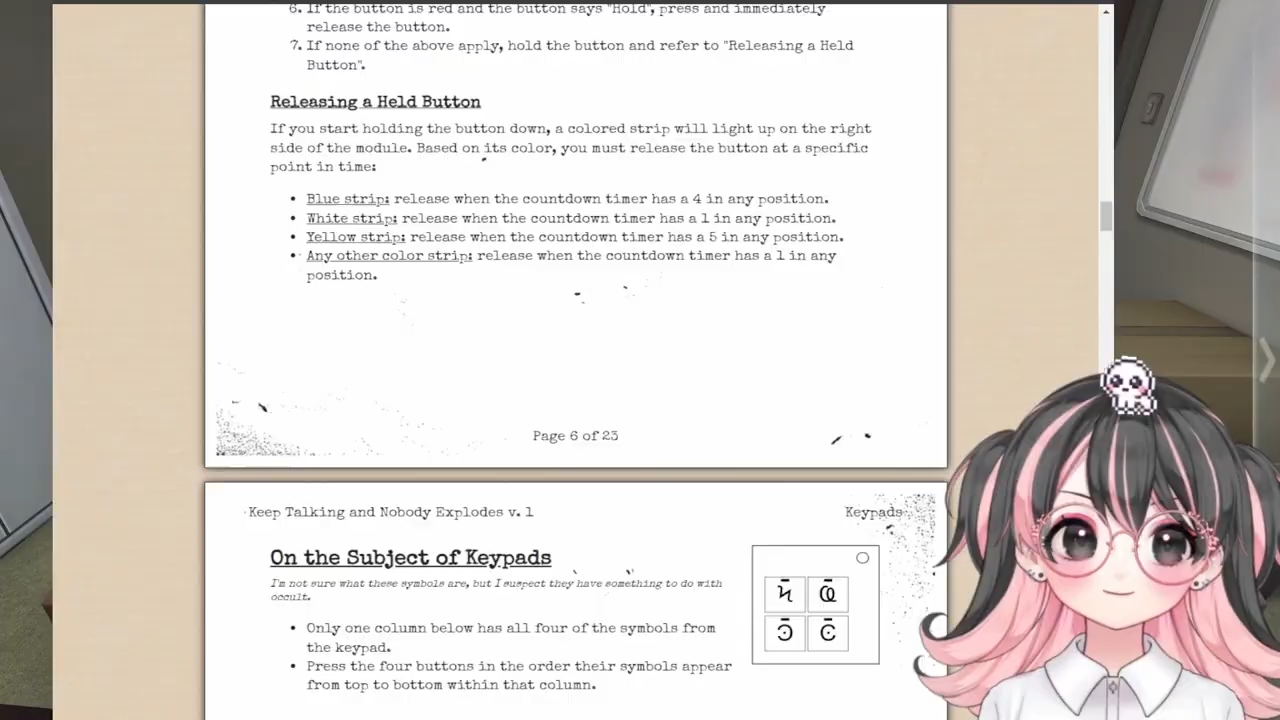 6. If the button is red and the button says "Hold", press and immediately
release the button.
7. If none of the above apply, hold the button and refer to "Releasing a Held
Button".
Releasing a Held Button
If you start holding the button down, a colored strip will light up on the right
side of the module. Based on its color, you must release the button at a specific
point in time:
• Blue strip: release when the countdown timer has a 4 in any position.
• White strip: release when the countdown timer has a 1 in any position.
• Yellow strip: release when the countdown timer has a 5 in any position.
• Any other color strip: release when the countdown timer has a 1 in any
position.
Page 6 of 23
Keep Talking and Nobody Explodes v. 1
Keypads
On the Subject of Keypads
I'm not sure what these symbols are, but I suspect they have something to do with
occult.
• Only one column below has all four of the symbols from
the keypad.
• Press the four buttons in the order their symbols appear
from top to bottom within that column.